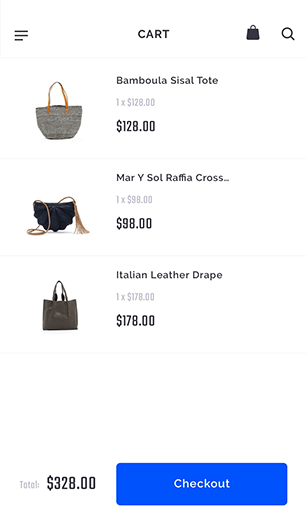 CART
Bamboula Sisal Tote
1 x $128.00
$128.00
Mar Y Sol Raffia Cross...
1 x $98.00
$98.00
Italian Leather Drape
1 x $178.00
$178.00
Total: $328.00
Checkout